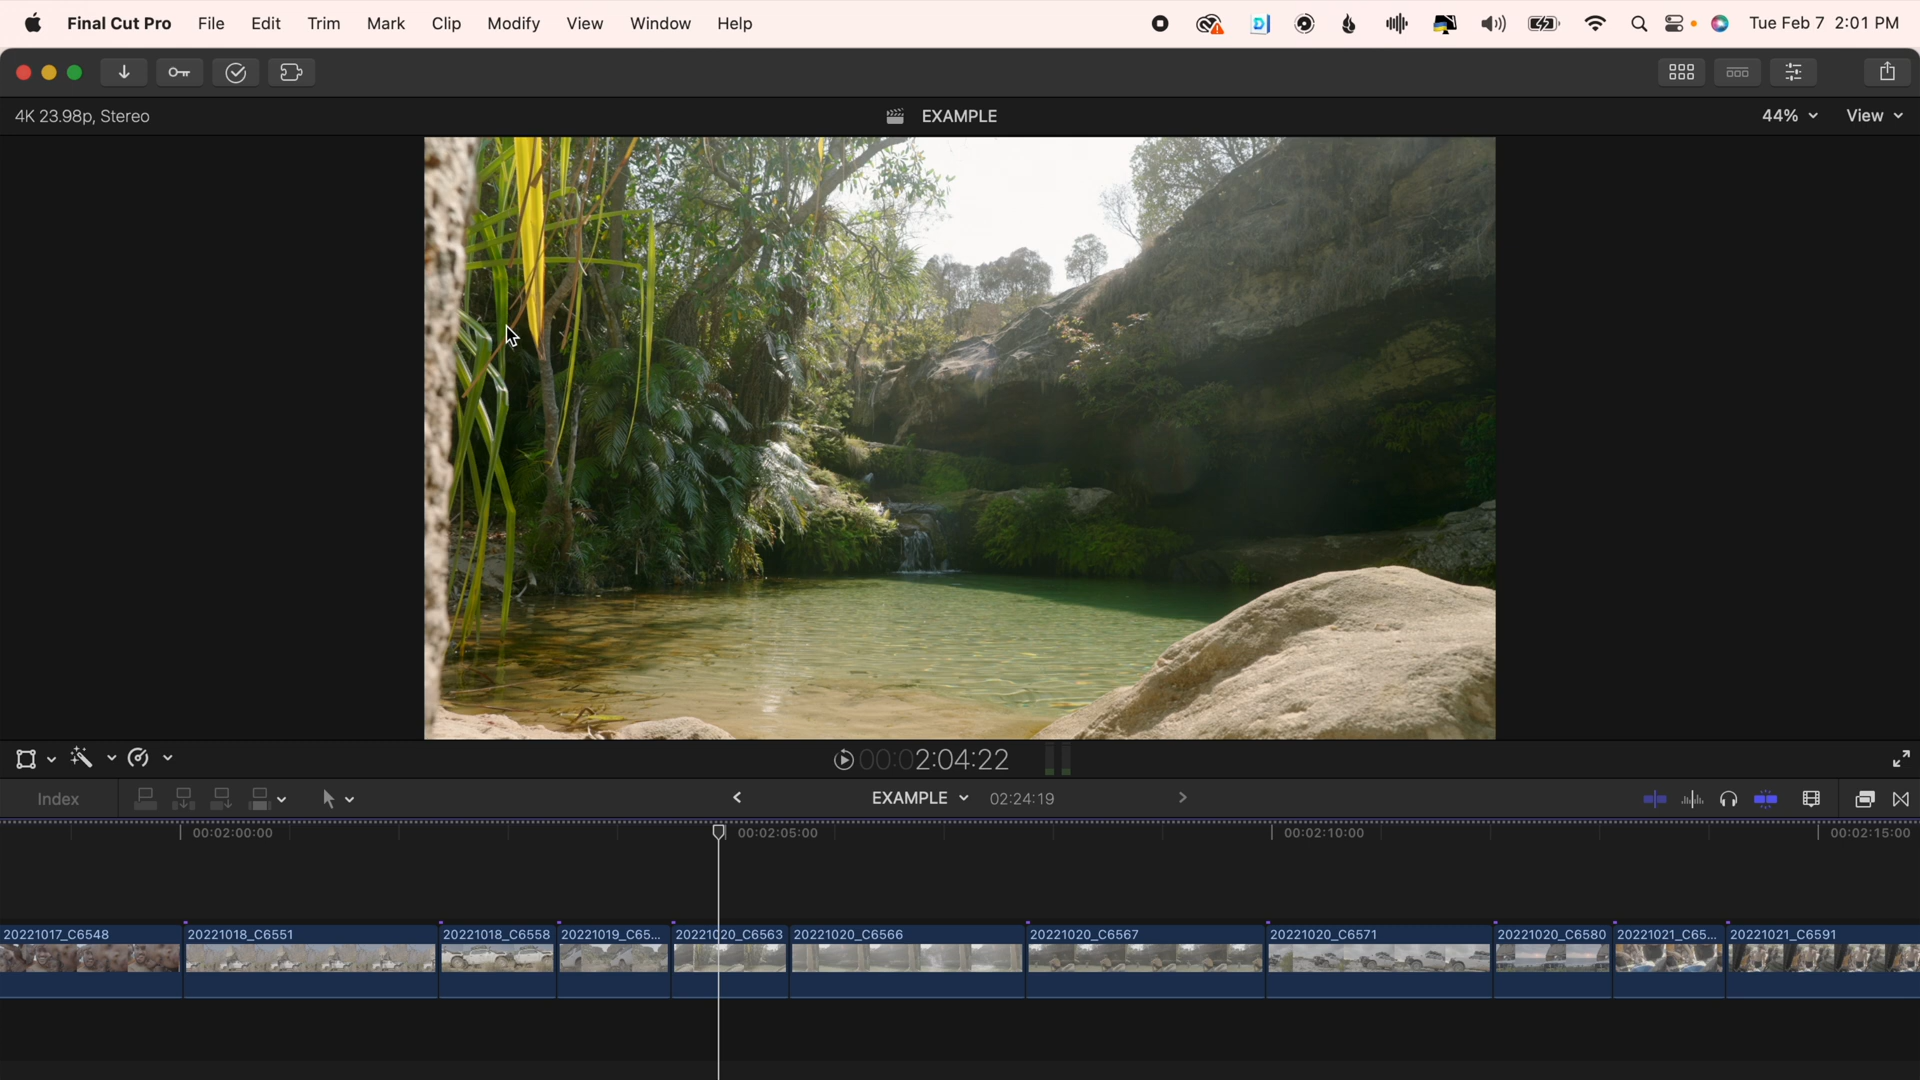 Final Cut Pro File Edit Trim Mark Clip Modify View Window Help Tue Feb 7 2:01 PM
4K 23.98p, Stereo EXAMPLE 44% View
00:02:04:22
Index EXAMPLE 02:24:19
00:02:00:00 00:02:05:00 00:02:10:00 00:02:15:00
20221017_C6548 20221018_C6551 20221018_C6558 20221019_C65... 20221020_C6563 20221020_C6566 20221020_C6567 20221020_C6571 20221020_C6580 20221021_C65... 20221021_C6591